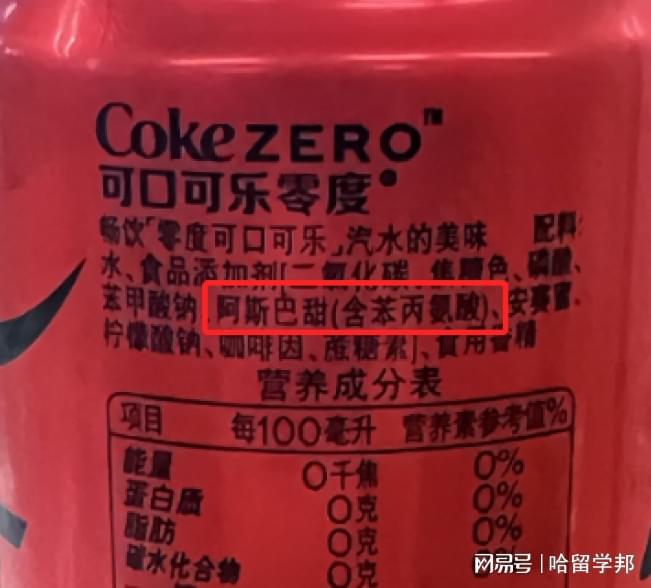 Coke ZERO™
可口可乐零度
畅饮「零度可口可乐」汽水的美味 配料:
水、食品添加剂[二氧化碳、焦糖色、磷酸、
苯甲酸钠、阿斯巴甜(含苯丙氨酸)、安赛蜜、
柠檬酸钠、咖啡因、蔗糖素]、食用香精
营养成分表
项目 每100毫升 营养素参考值%
能量 0千焦 0%
蛋白质 0克 0%
脂肪 0克 0%
碳水化合物 0克
网易号 | 哈留学邦